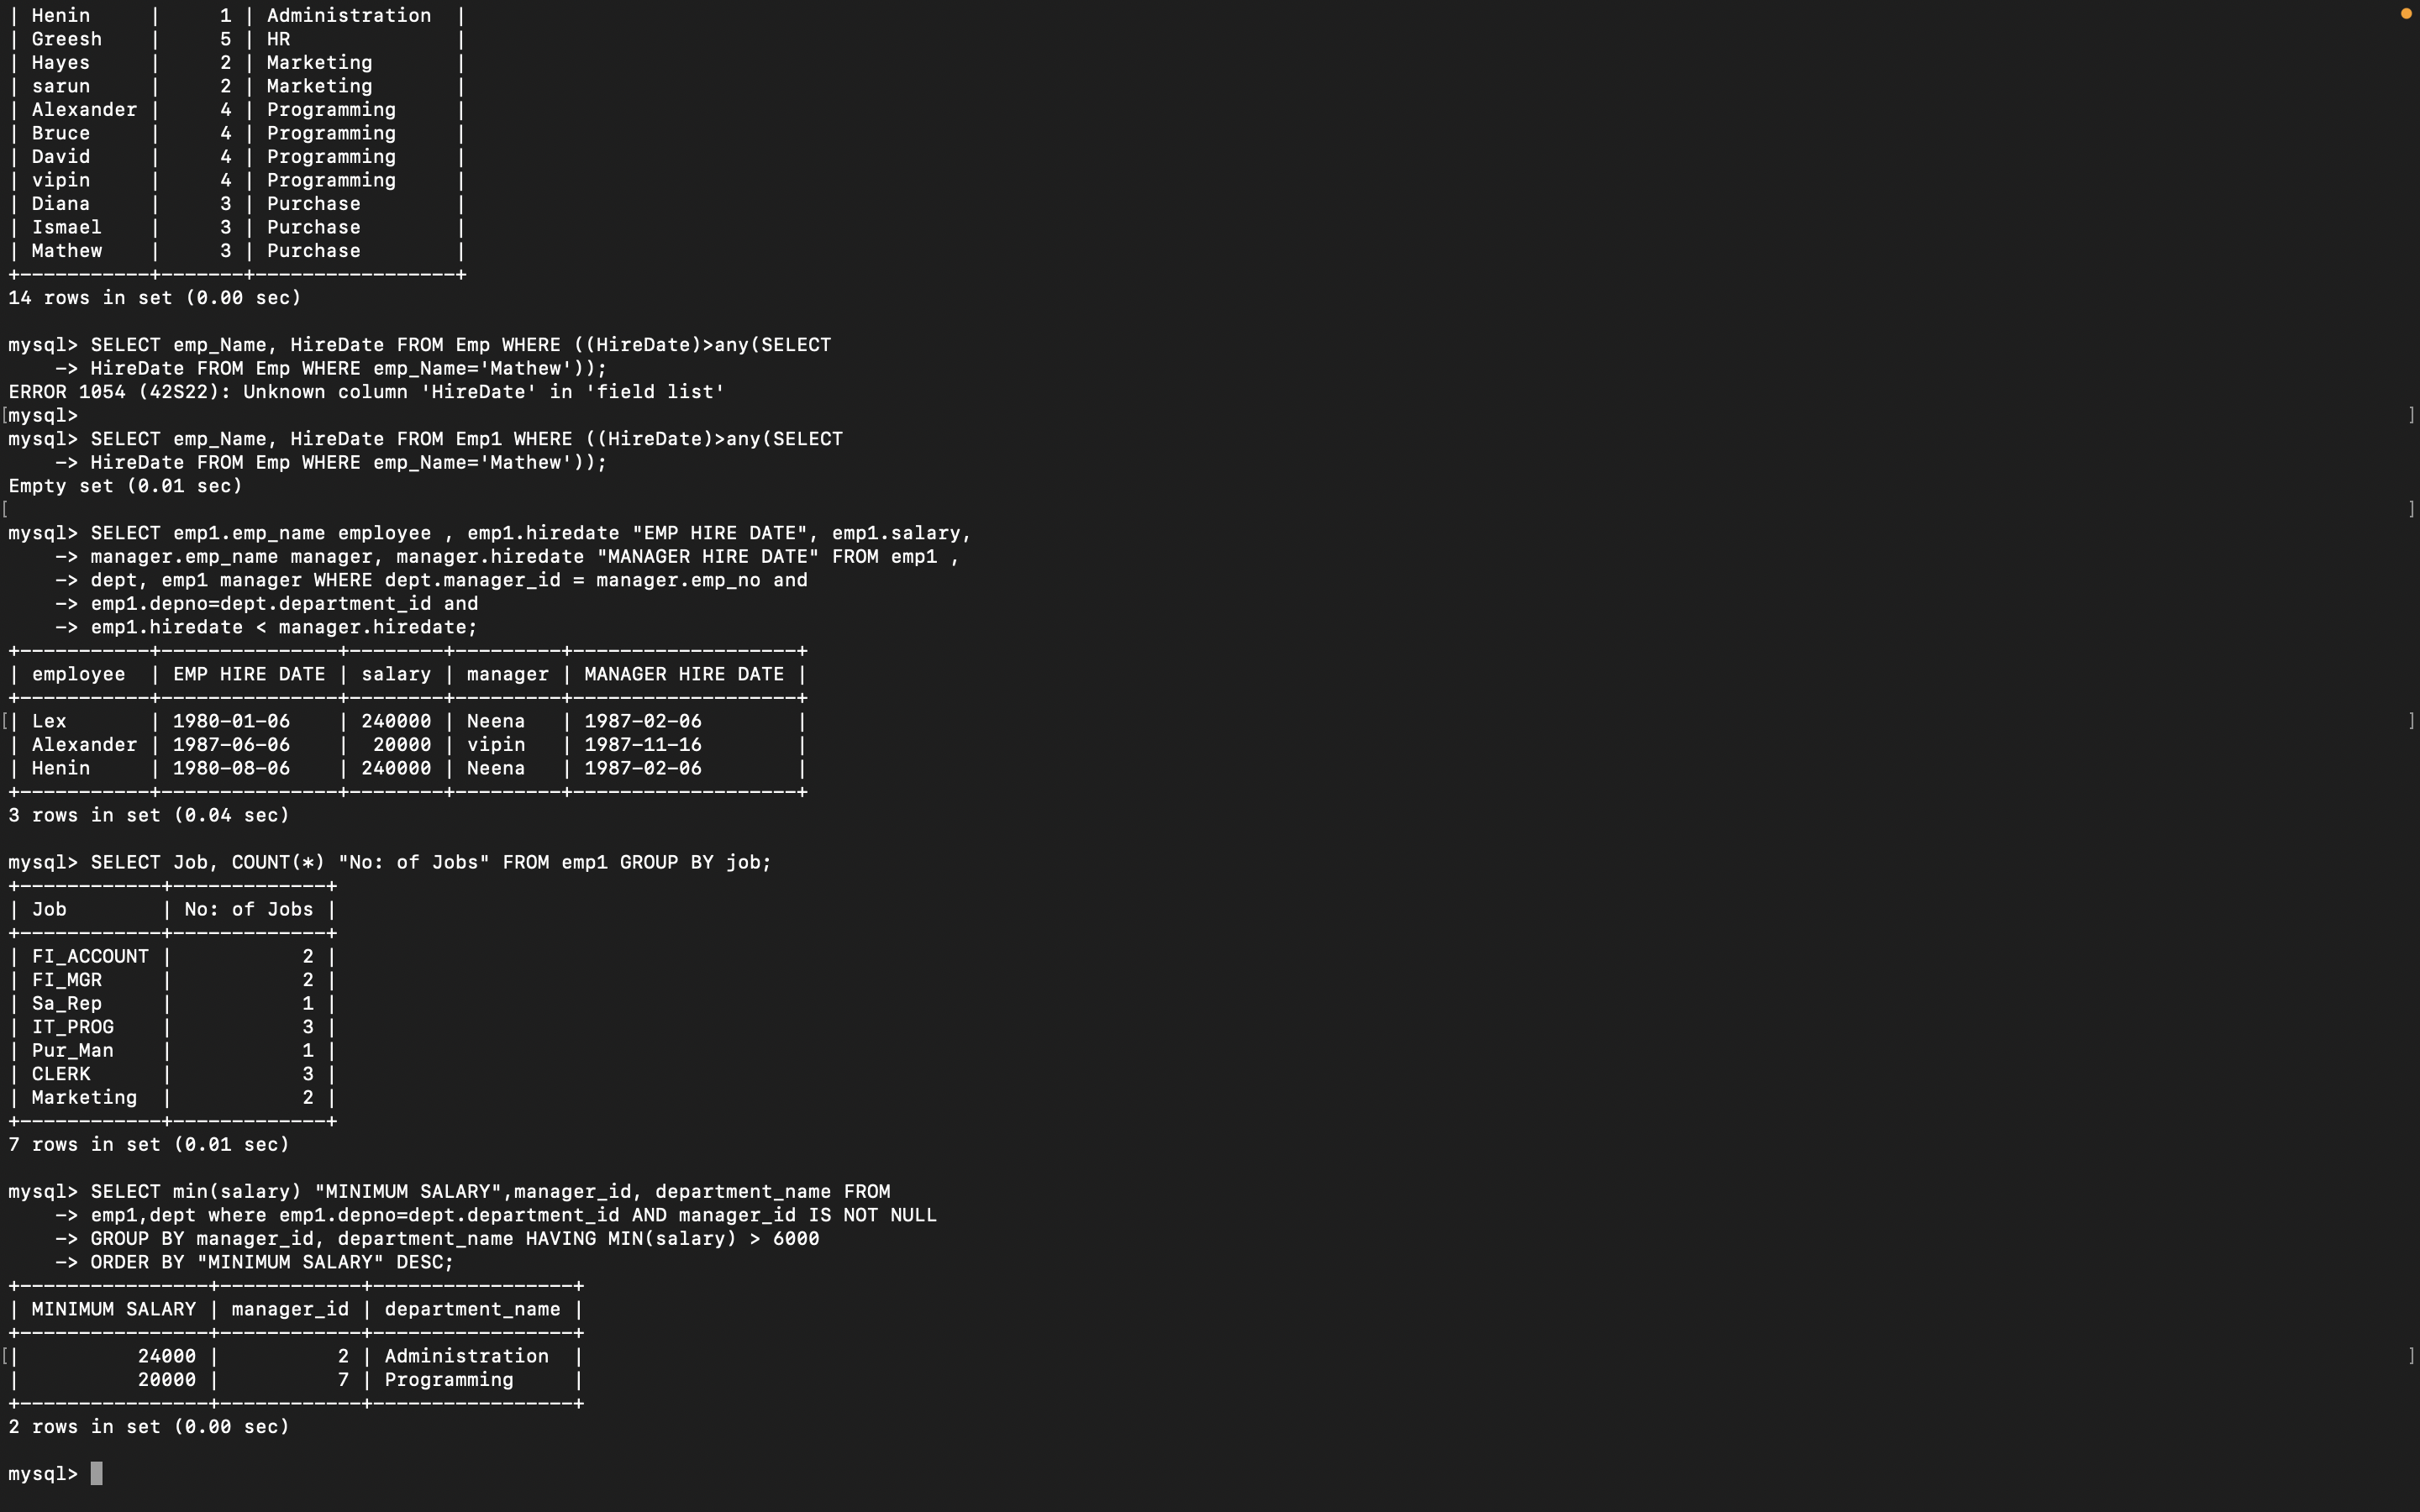 | Henin     |     1 | Administration  |
| Greesh    |     5 | HR              |
| Hayes     |     2 | Marketing       |
| sarun     |     2 | Marketing       |
| Alexander |     4 | Programming     |
| Bruce     |     4 | Programming     |
| David     |     4 | Programming     |
| vipin     |     4 | Programming     |
| Diana     |     3 | Purchase        |
| Ismael    |     3 | Purchase        |
| Mathew    |     3 | Purchase        |
+-----------+-------+-----------------+
14 rows in set (0.00 sec)
mysql> SELECT emp_Name, HireDate FROM Emp WHERE ((HireDate)>any(SELECT
    -> HireDate FROM Emp WHERE emp_Name='Mathew'));
ERROR 1054 (42S22): Unknown column 'HireDate' in 'field list'
[mysql> ]
mysql> SELECT emp_Name, HireDate FROM Emp1 WHERE ((HireDate)>any(SELECT
    -> HireDate FROM Emp WHERE emp_Name='Mathew'));
Empty set (0.01 sec)
[ ]
mysql> SELECT emp1.emp_name employee , emp1.hiredate "EMP HIRE DATE", emp1.salary,
    -> manager.emp_name manager, manager.hiredate "MANAGER HIRE DATE" FROM emp1 ,
    -> dept, emp1 manager WHERE dept.manager_id = manager.emp_no and
    -> emp1.depno=dept.department_id and
    -> emp1.hiredate < manager.hiredate;
+-----------+---------------+--------+---------+-------------------+
| employee  | EMP HIRE DATE | salary | manager | MANAGER HIRE DATE |
+-----------+---------------+--------+---------+-------------------+
[| Lex       | 1980-01-06    | 240000 | Neena   | 1987-02-06        | ]
| Alexander | 1987-06-06    |  20000 | vipin   | 1987-11-16        |
| Henin     | 1980-08-06    | 240000 | Neena   | 1987-02-06        |
+-----------+---------------+--------+---------+-------------------+
3 rows in set (0.04 sec)
mysql> SELECT Job, COUNT(*) "No: of Jobs" FROM emp1 GROUP BY job;
+------------+-------------+
| Job        | No: of Jobs |
+------------+-------------+
| FI_ACCOUNT |           2 |
| FI_MGR     |           2 |
| Sa_Rep     |           1 |
| IT_PROG    |           3 |
| Pur_Man    |           1 |
| CLERK      |           3 |
| Marketing  |           2 |
+------------+-------------+
7 rows in set (0.01 sec)
mysql> SELECT min(salary) "MINIMUM SALARY",manager_id, department_name FROM
    -> emp1,dept where emp1.depno=dept.department_id AND manager_id IS NOT NULL
    -> GROUP BY manager_id, department_name HAVING MIN(salary) > 6000
    -> ORDER BY "MINIMUM SALARY" DESC;
+----------------+------------+-----------------+
| MINIMUM SALARY | manager_id | department_name |
+----------------+------------+-----------------+
[|          24000 |          2 | Administration  | ]
|          20000 |          7 | Programming     |
+----------------+------------+-----------------+
2 rows in set (0.00 sec)
mysql>